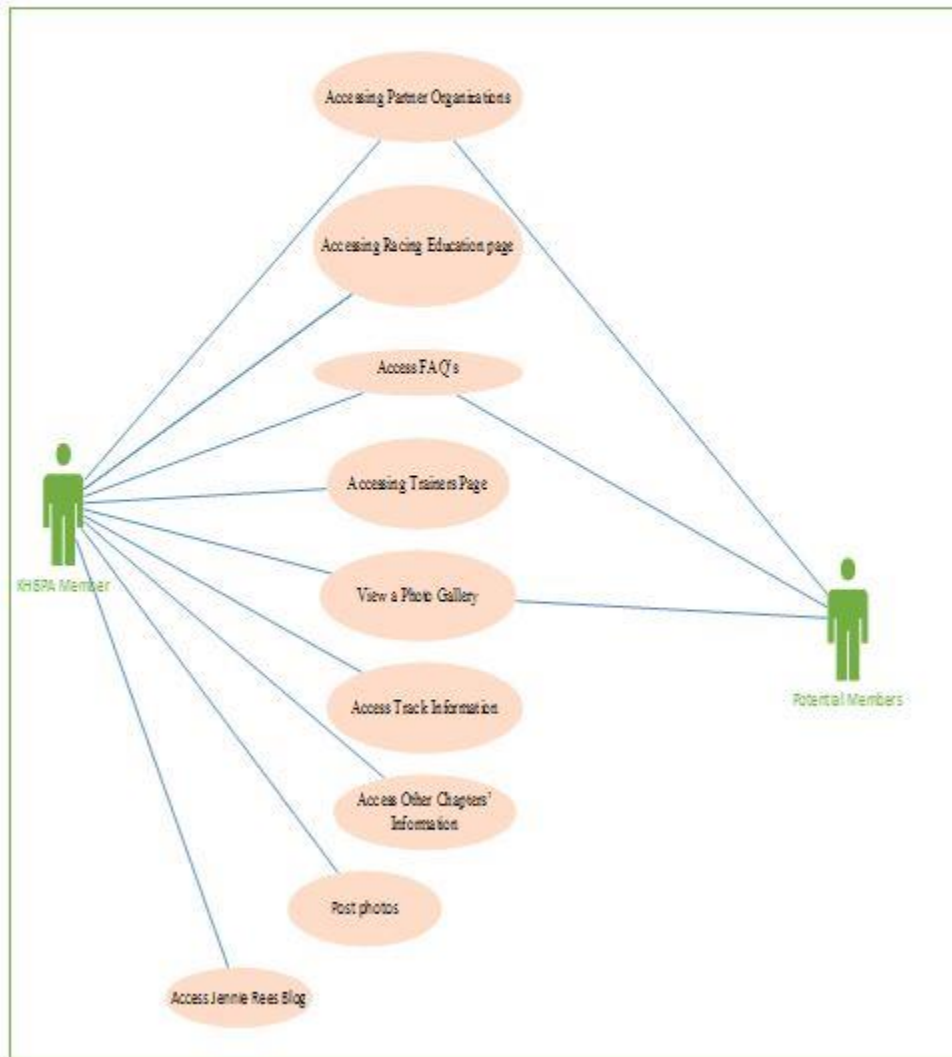 Accessing Partner Organizations
Accessing Racing Education page
Access FAQ's
Accessing Trainers Page
KHBPA Member
View a Photo Gallery
Potential Members
Access Track Information
Access Other Chapters'
Information
Post photos
Access Jennie Rees Blog